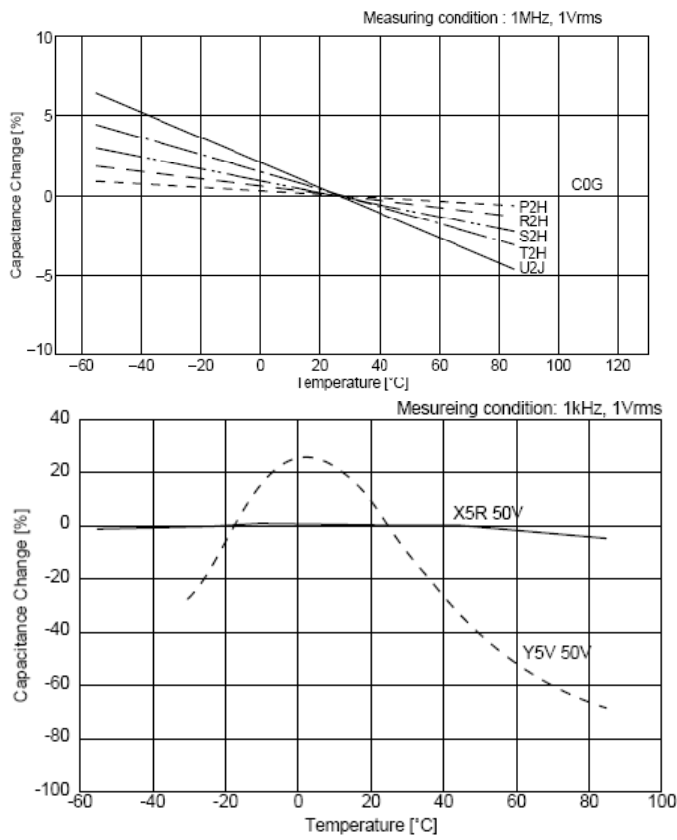 Measuring condition : 1MHz, 1Vrms
10
5
0
–5
–10
Capacitance Change [%]
C0G
P2H
R2H
S2H
T2H
U2J
–60 –40 –20 0 20 40 60 80 100 120
Temperature [°C]
Mesureing condition: 1kHz, 1Vrms
40
20
0
-20
-40
-60
-80
-100
Capacitance Change [%]
X5R 50V
Y5V 50V
-60 -40 -20 0 20 40 60 80 100
Temperature [°C]